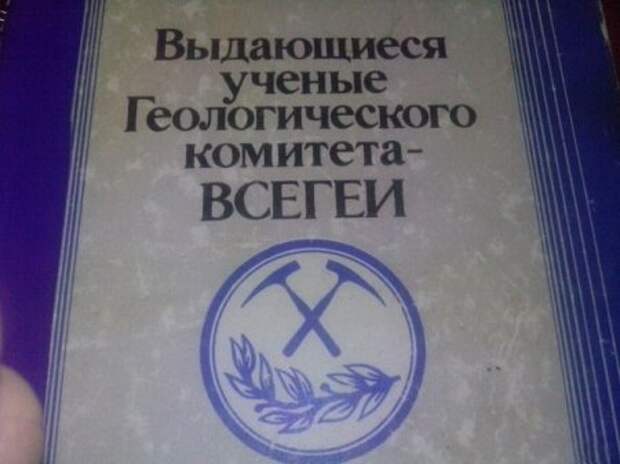 Выдающиеся
ученые
Геологического
комитета-
ВСЕГЕИ